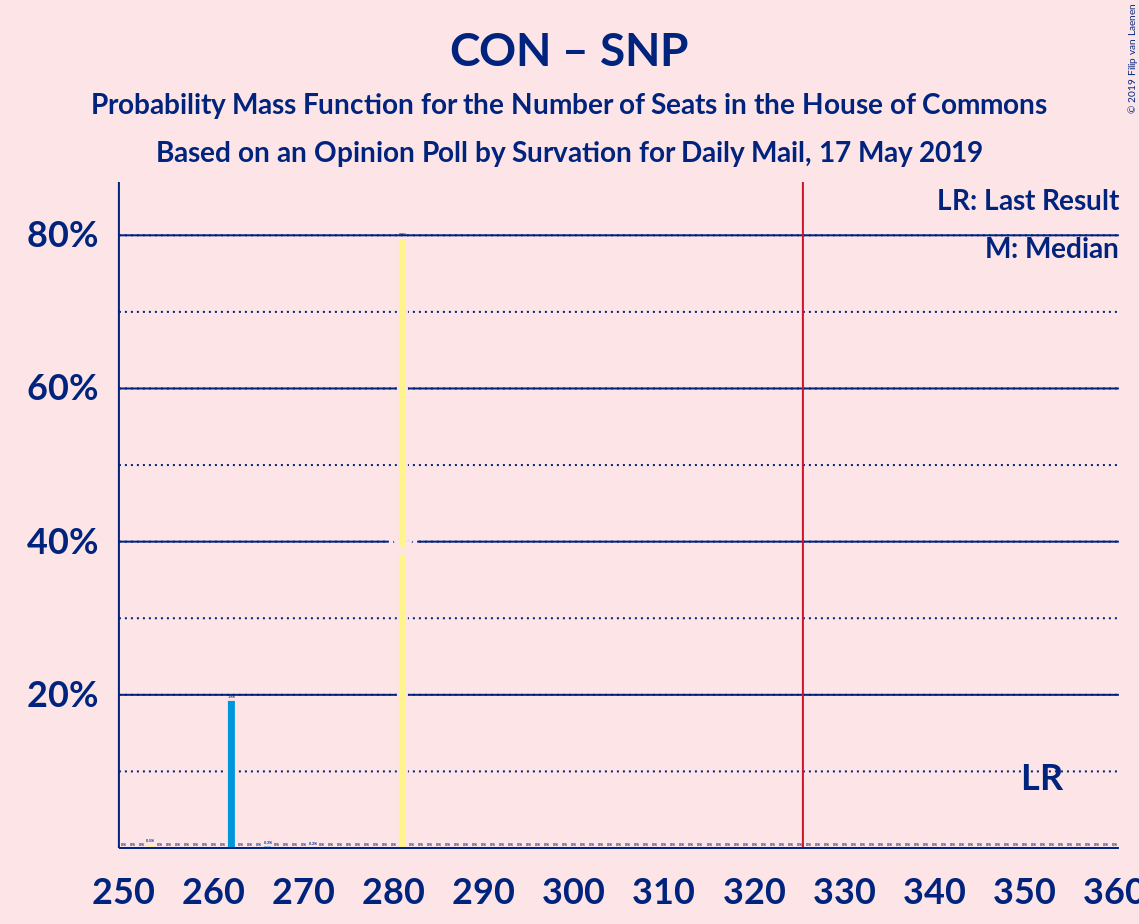 CON – SNP
Probability Mass Function for the Number of Seats in the House of Commons
Based on an Opinion Poll by Survation for Daily Mail, 17 May 2019
© 2019 Filip van Laenen
LR: Last Result
M: Median
80%
60%
40%
20%
LR
250 260 270 280 290 300 310 320 330 340 350 360